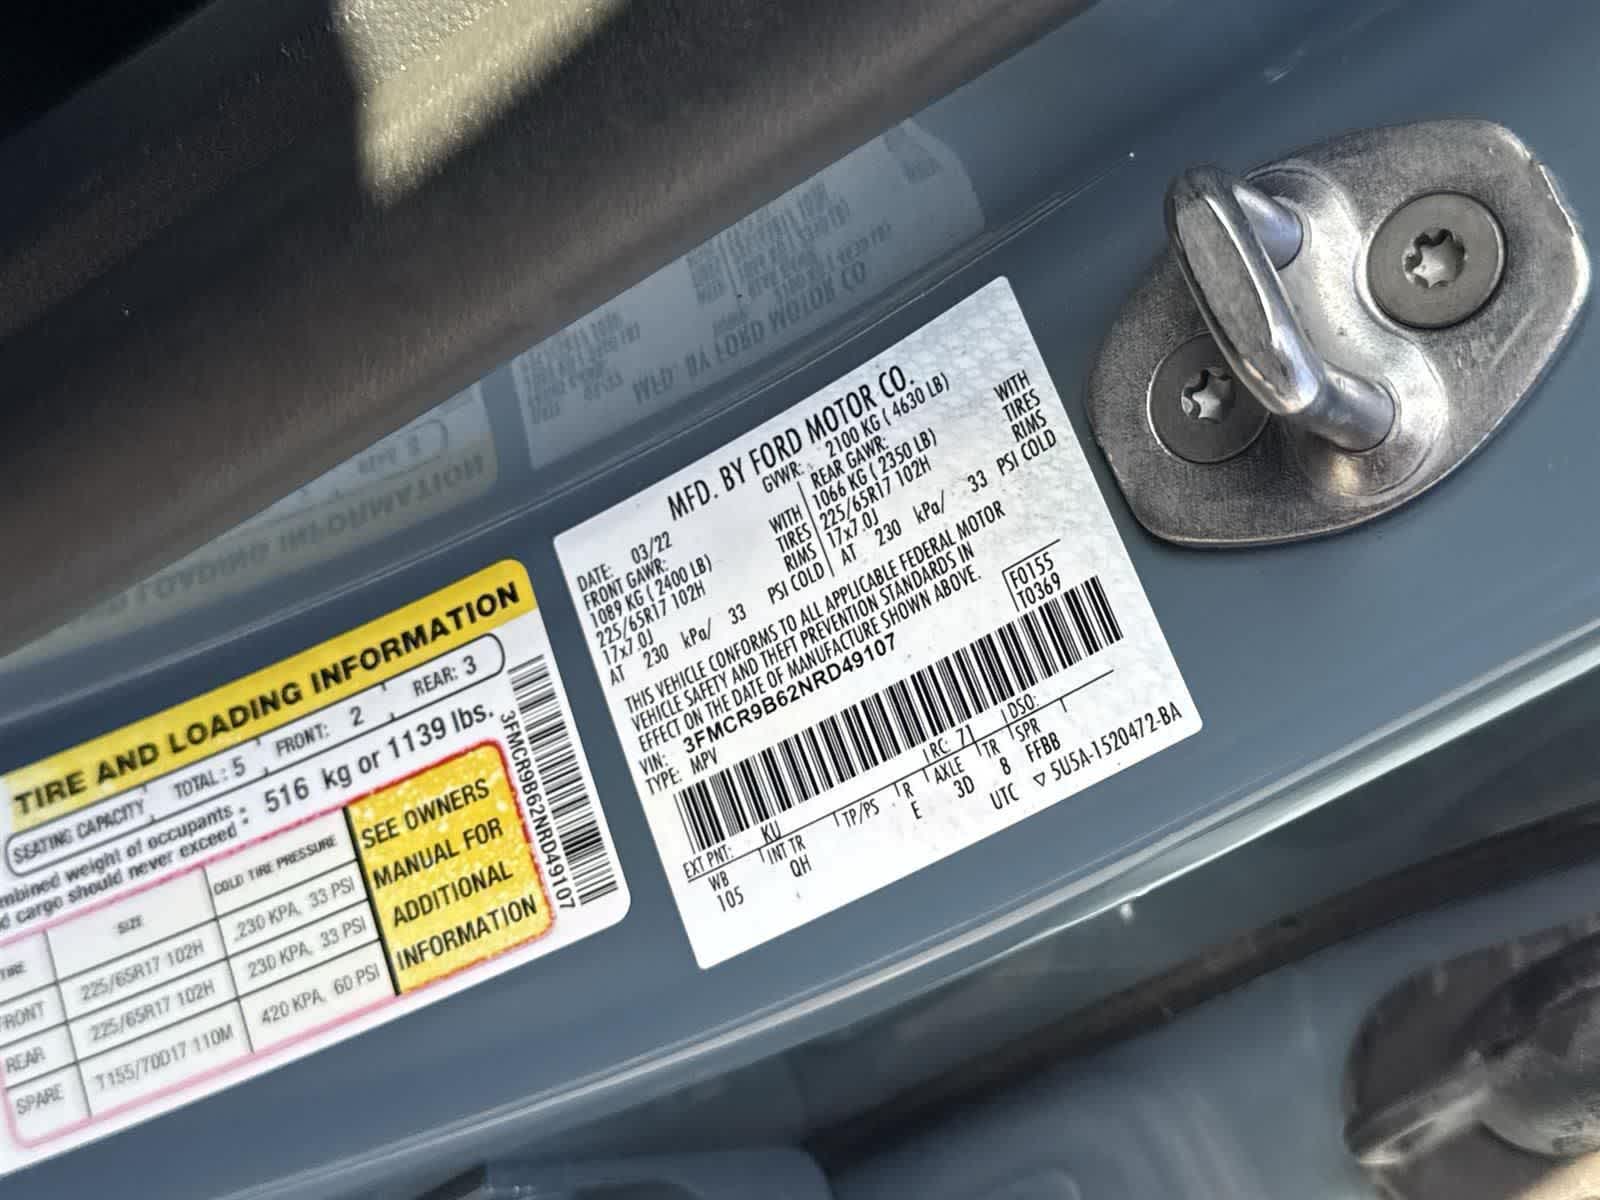 MFD. BY FORD MOTOR CO.
DATE: 03/22
GVWR: 2100 KG ( 4630 LB)
FRONT GAWR:
1089 KG ( 2400 LB)
225/65R17 102H
17x7.0J
AT 230 kPa/ 33 PSI COLD
WITH
TIRES
RIMS
REAR GAWR:
1066 KG ( 2350 LB)
225/65R17 102H
17x7.0J
AT 230 kPa/ 33 PSI COLD
WITH
TIRES
RIMS
THIS VEHICLE CONFORMS TO ALL APPLICABLE FEDERAL MOTOR
VEHICLE SAFETY AND THEFT PREVENTION STANDARDS IN
EFFECT ON THE DATE OF MANUFACTURE SHOWN ABOVE.
VIN: 3FMCR9B62NRD49107
TYPE: MPV
F0155
T0369
EXT PNT: KU RC: 71 DSO:
WB INT TR TP/PS R AXLE TR SPR
105 QH E 3D 8 FFBB
UTC ▽ 5U5A-1520472-BA
TIRE AND LOADING INFORMATION
SEATING CAPACITY, TOTAL: 5 , FRONT: 2 , REAR: 3
weight of occupants :
cargo should never exceed : 516 kg or 1139 lbs.
3FMCR9B62NRD49107
TIRE SIZE COLD TIRE PRESSURE
FRONT 225/65R17 102H 230 KPA, 33 PSI
REAR 225/65R17 102H 230 KPA, 33 PSI
SPARE T155/70D17 110M 420 KPA, 60 PSI
SEE OWNERS
MANUAL FOR
ADDITIONAL
INFORMATION